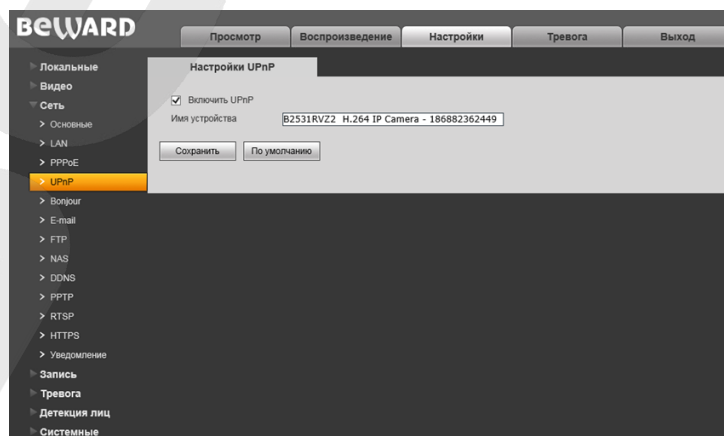 BEWARD
Просмотр Воспроизведение Настройки Тревога Выход
Локальные
Видео
Сеть
Основные
LAN
PPPoE
UPnP
Bonjour
E-mail
FTP
NAS
DDNS
PPTP
RTSP
HTTPS
Уведомление
Запись
Тревога
Детекция лиц
Системные
Настройки UPnP
Включить UPnP
Имя устройства B2531RVZ2 H.264 IP Camera - 186882362449
Сохранить По умолчанию